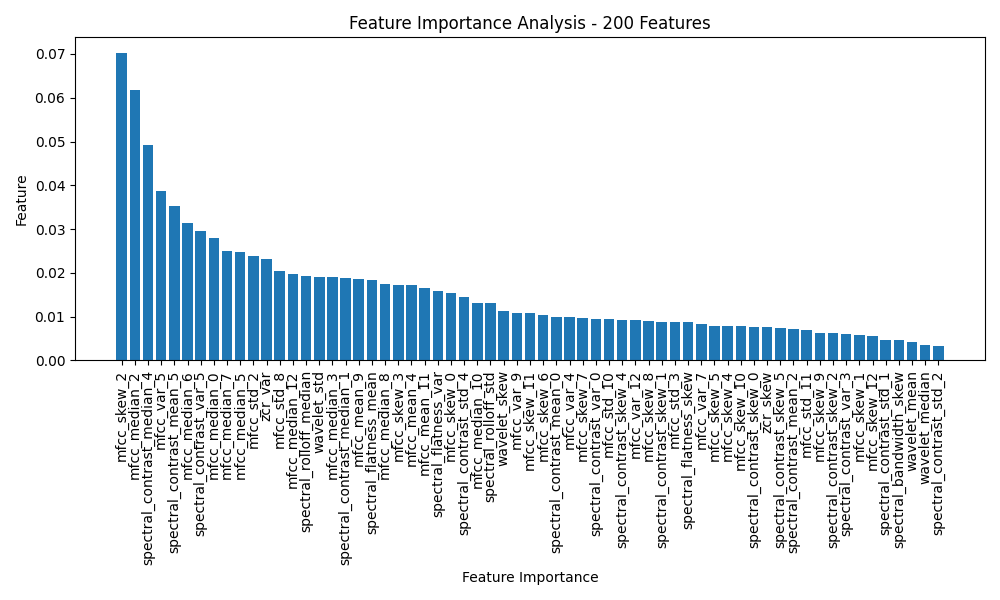 Feature Importance Analysis - 200 Features
Feature
0.07
0.06
0.05
0.04
0.03
0.02
0.01
0.00
mfcc_skew_2
mfcc_median_2
spectral_contrast_median_4
mfcc_var_5
spectral_contrast_mean_5
mfcc_median_6
spectral_contrast_var_5
mfcc_median_0
mfcc_median_7
mfcc_median_5
mfcc_std_2
zcr_var
mfcc_std_8
mfcc_median_12
spectral_rolloff_median
wavelet_std
mfcc_median_3
spectral_contrast_median_1
mfcc_mean_9
spectral_flatness_mean
mfcc_median_8
mfcc_skew_3
mfcc_mean_4
mfcc_mean_11
spectral_flatness_var
mfcc_skew_0
spectral_contrast_std_4
mfcc_median_10
spectral_rolloff_std
wavelet_skew
mfcc_var_9
mfcc_skew_11
mfcc_skew_6
spectral_contrast_mean_0
mfcc_var_4
mfcc_skew_7
spectral_contrast_var_0
mfcc_std_10
spectral_contrast_skew_4
mfcc_var_12
mfcc_skew_8
spectral_contrast_skew_1
mfcc_std_3
spectral_flatness_skew
mfcc_var_7
mfcc_skew_5
mfcc_skew_4
mfcc_skew_10
spectral_contrast_skew_0
zcr_skew
spectral_contrast_skew_5
spectral_contrast_mean_2
mfcc_std_11
mfcc_skew_9
spectral_contrast_skew_2
spectral_contrast_var_3
mfcc_std_12
mfcc_skew_12
spectral_contrast_std_1
spectral_bandwidth_skew
wavelet_mean
wavelet_median
spectral_contrast_std_2
Feature Importance